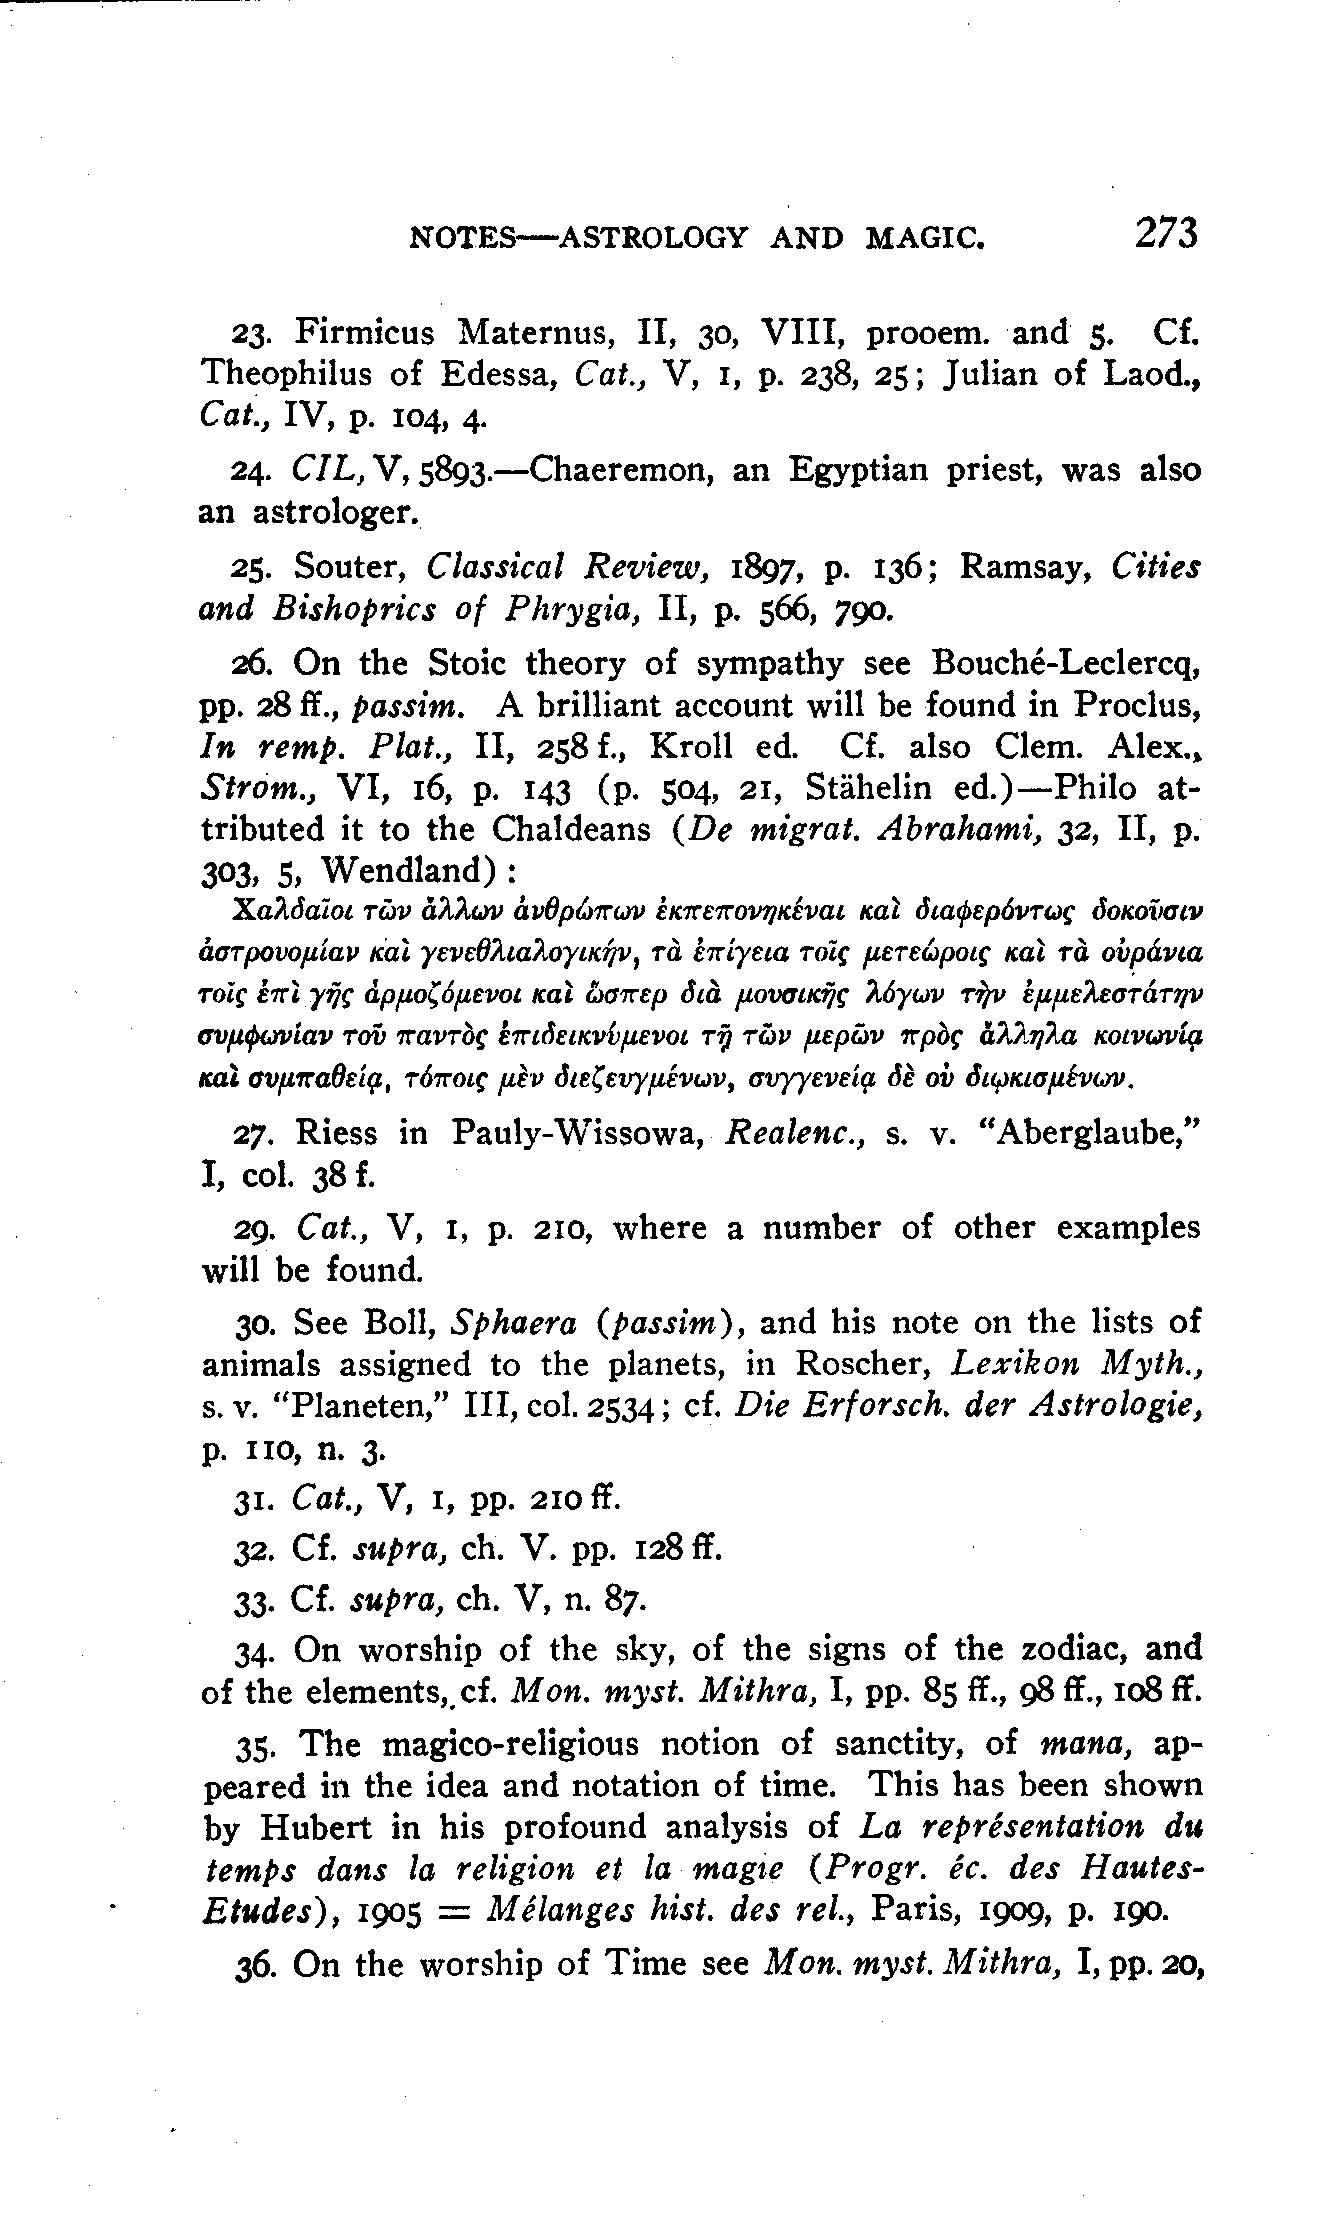 NOTES—ASTROLOGY AND MAGIC. 273
23. Firmicus Maternus, II, 30, VIII, prooem. and 5. Cf.
Theophilus of Edessa, Cat., V, 1, p. 238, 25; Julian of Laod.,
Cat., IV, p. 104, 4.
24. CIL, V, 5893.—Chaeremon, an Egyptian priest, was also
an astrologer.
25. Souter, Classical Review, 1897, p. 136; Ramsay, Cities
and Bishoprics of Phrygia, II, p. 566, 790.
26. On the Stoic theory of sympathy see Bouché-Leclercq,
pp. 28 ff., passim. A brilliant account will be found in Proclus,
In remp. Plat., II, 258 f., Kroll ed. Cf. also Clem. Alex.,
Strom., VI, 16, p. 143 (p. 504, 21, Stähelin ed.)—Philo at-
tributed it to the Chaldeans (De migrat. Abrahami, 32, II, p.
303, 5, Wendland) :
Χαλδαῖοι τῶν ἄλλων ἀνθρώπων ἐκπεπονηκέναι καὶ διαφερόντως δοκοῦσιν
ἀστρονομίαν καὶ γενεθλιαλογικήν, τὰ ἐπίγεια τοῖς μετεώροις καὶ τὰ οὐράνια
τοῖς ἐπὶ γῆς ἁρμοζόμενοι καὶ ὥσπερ διὰ μουσικῆς λόγων τὴν ἐμμελεστάτην
συμφωνίαν τοῦ παντὸς ἐπιδεικνύμενοι τῇ τῶν μερῶν πρὸς ἄλληλα κοινωνίᾳ
καὶ συμπαθείᾳ, τόποις μὲν διεζευγμένων, συγγενείᾳ δὲ οὐ διῳκισμένων.
27. Riess in Pauly-Wissowa, Realenc., s. v. "Aberglaube,"
I, col. 38 f.
29. Cat., V, 1, p. 210, where a number of other examples
will be found.
30. See Boll, Sphaera (passim), and his note on the lists of
animals assigned to the planets, in Roscher, Lexikon Myth.,
s. v. "Planeten," III, col. 2534; cf. Die Erforsch. der Astrologie,
p. 110, n. 3.
31. Cat., V, 1, pp. 210 ff.
32. Cf. supra, ch. V. pp. 128 ff.
33. Cf. supra, ch. V, n. 87.
34. On worship of the sky, of the signs of the zodiac, and
of the elements, cf. Mon. myst. Mithra, I, pp. 85 ff., 98 ff., 108 ff.
35. The magico-religious notion of sanctity, of mana, ap-
peared in the idea and notation of time. This has been shown
by Hubert in his profound analysis of La représentation du
temps dans la religion et la magie (Progr. éc. des Hautes-
Etudes), 1905 = Mélanges hist. des rel., Paris, 1909, p. 190.
36. On the worship of Time see Mon. myst. Mithra, I, pp. 20,